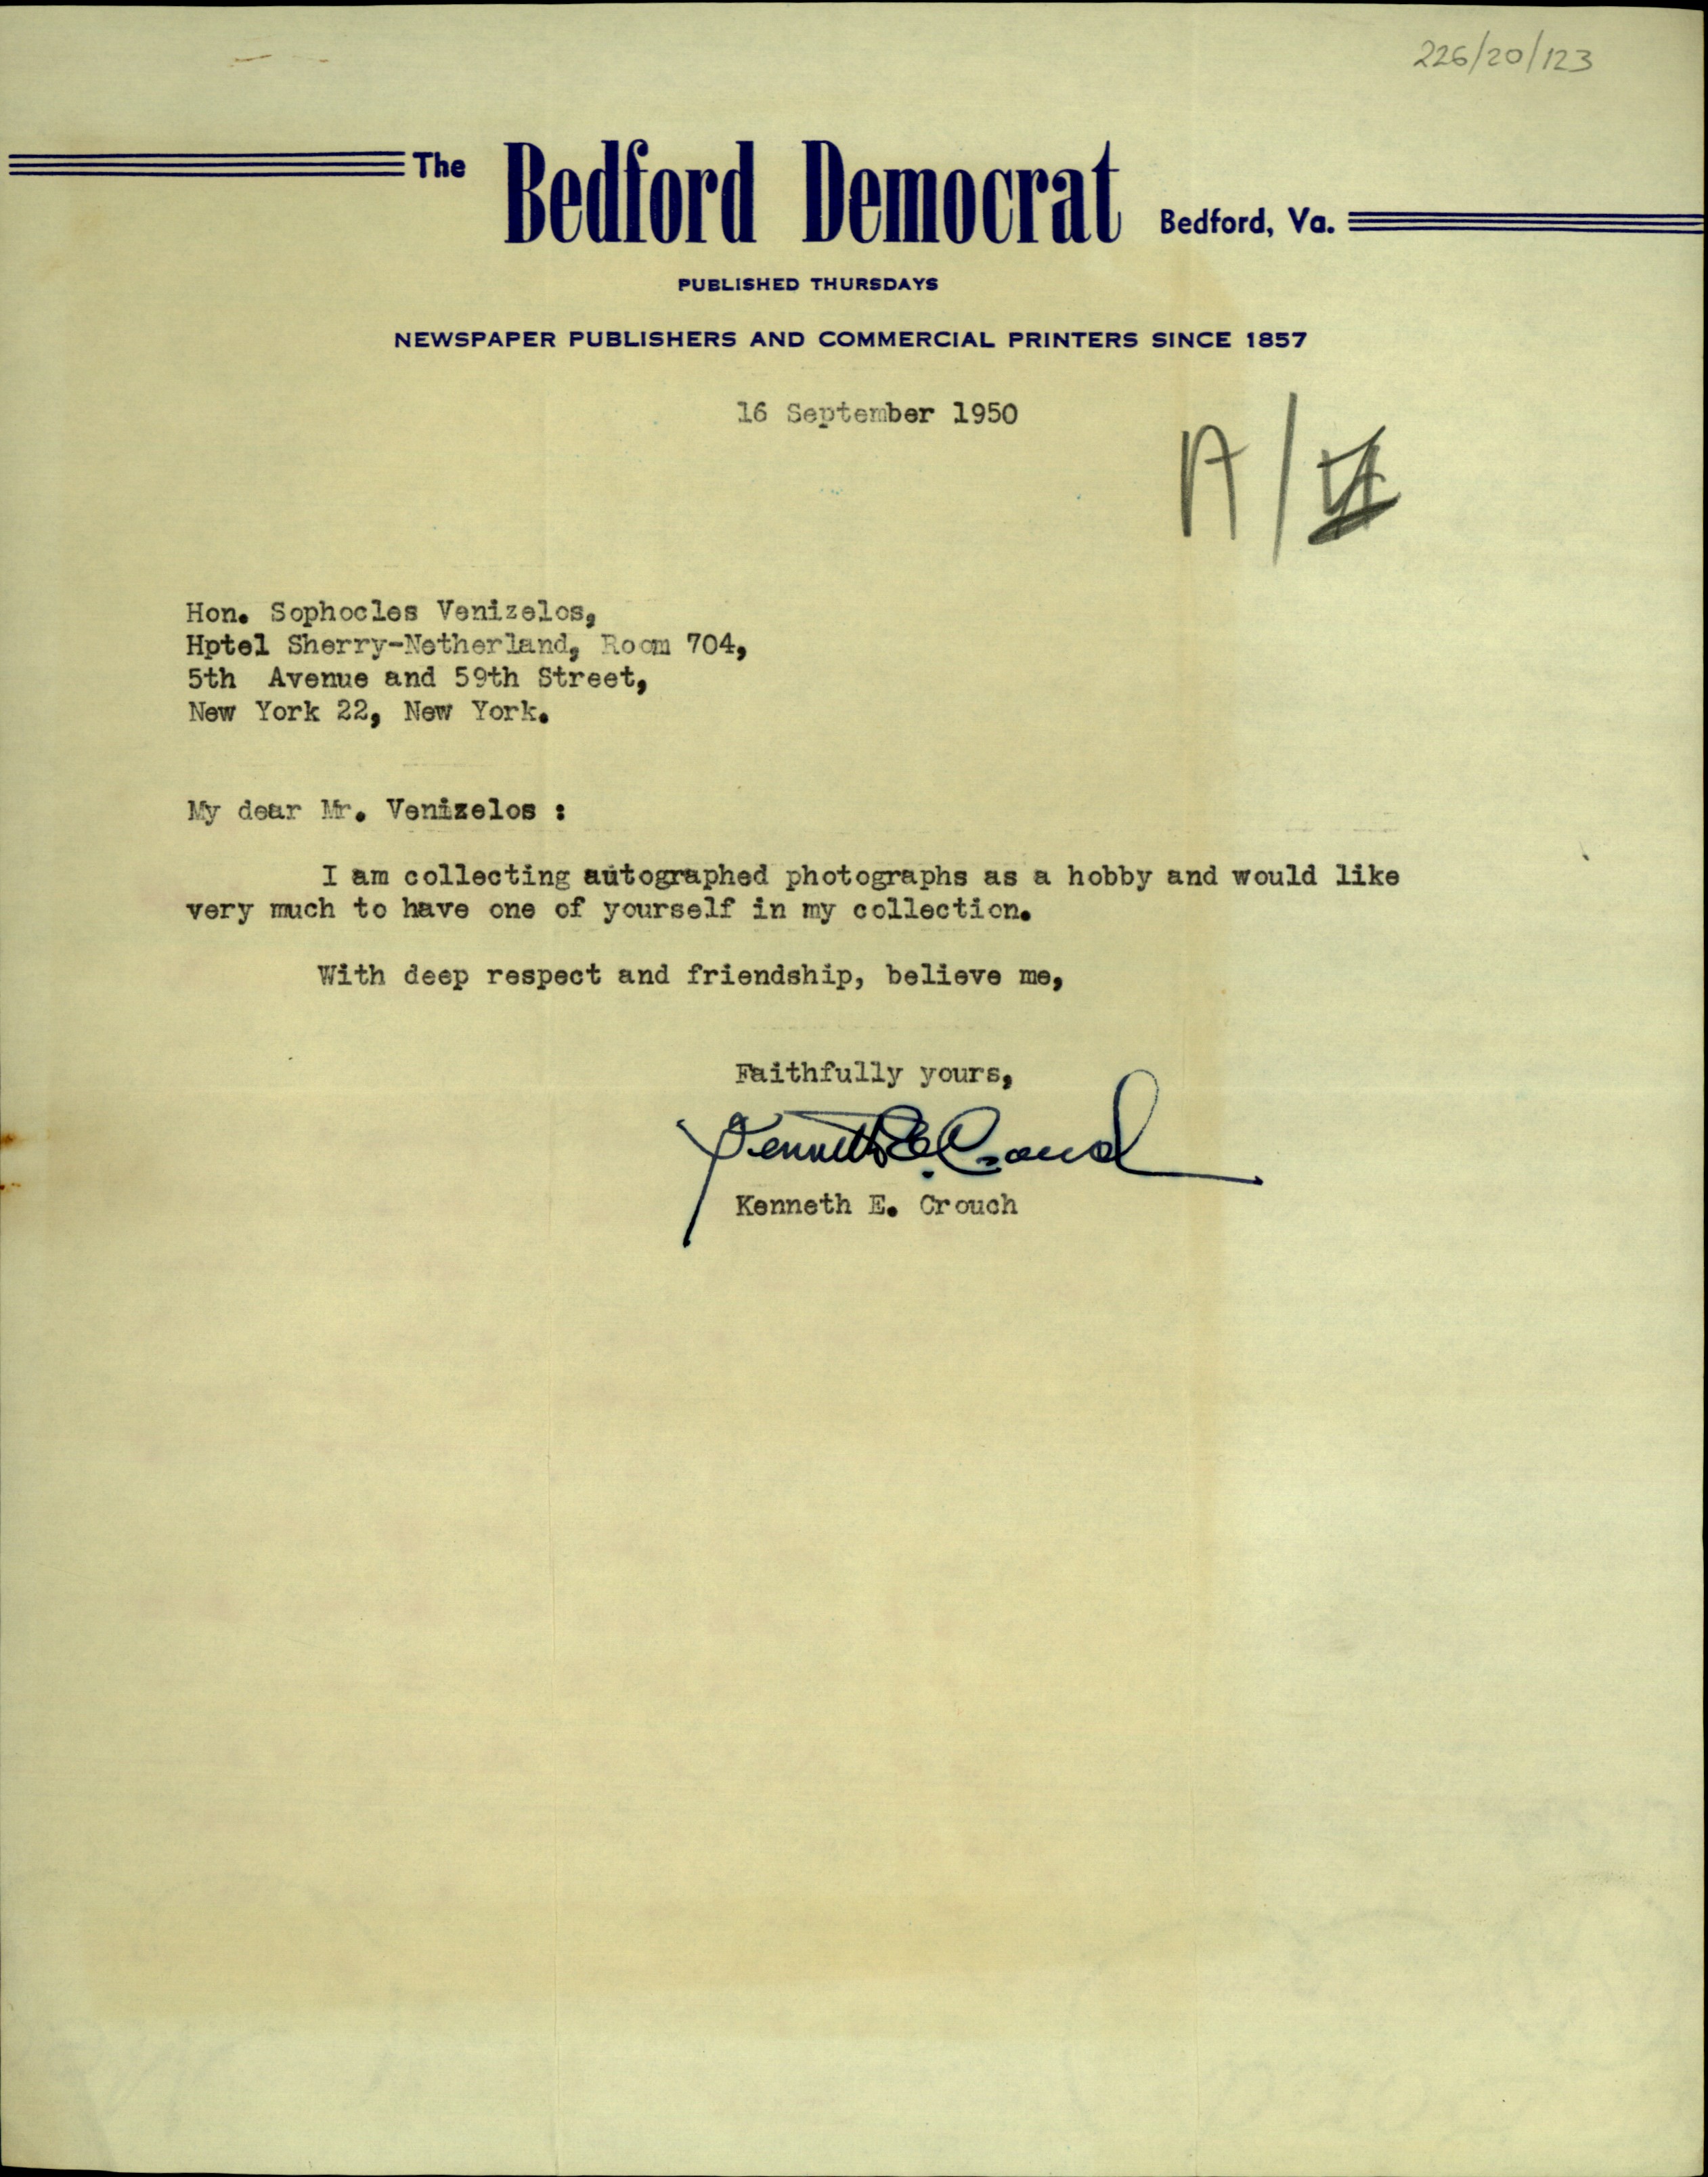 226/20/123
The Bedford Democrat Bedford, Va.
PUBLISHED THURSDAYS
NEWSPAPER PUBLISHERS AND COMMERCIAL PRINTERS SINCE 1857
16 September 1950
A/
Hon. Sophocles Venizelos,
Hptel Sherry-Netherland, Room 704,
5th Avenue and 59th Street,
New York 22, New York.
My dear Mr. Venizelos :
I am collecting autographed photographs as a hobby and would like
very much to have one of yourself in my collection.
With deep respect and friendship, believe me,
Faithfully yours,
Kenneth E. Crouch
Kenneth E. Crouch